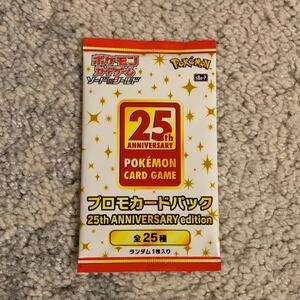 ポケモン
カードゲーム
ソード&シールド
POKÉMON
s8a-P
25th
ANNIVERSARY
POKÉMON
CARD GAME
プロモカードパック
25th ANNIVERSARY edition
全25種
ランダム1枚入り